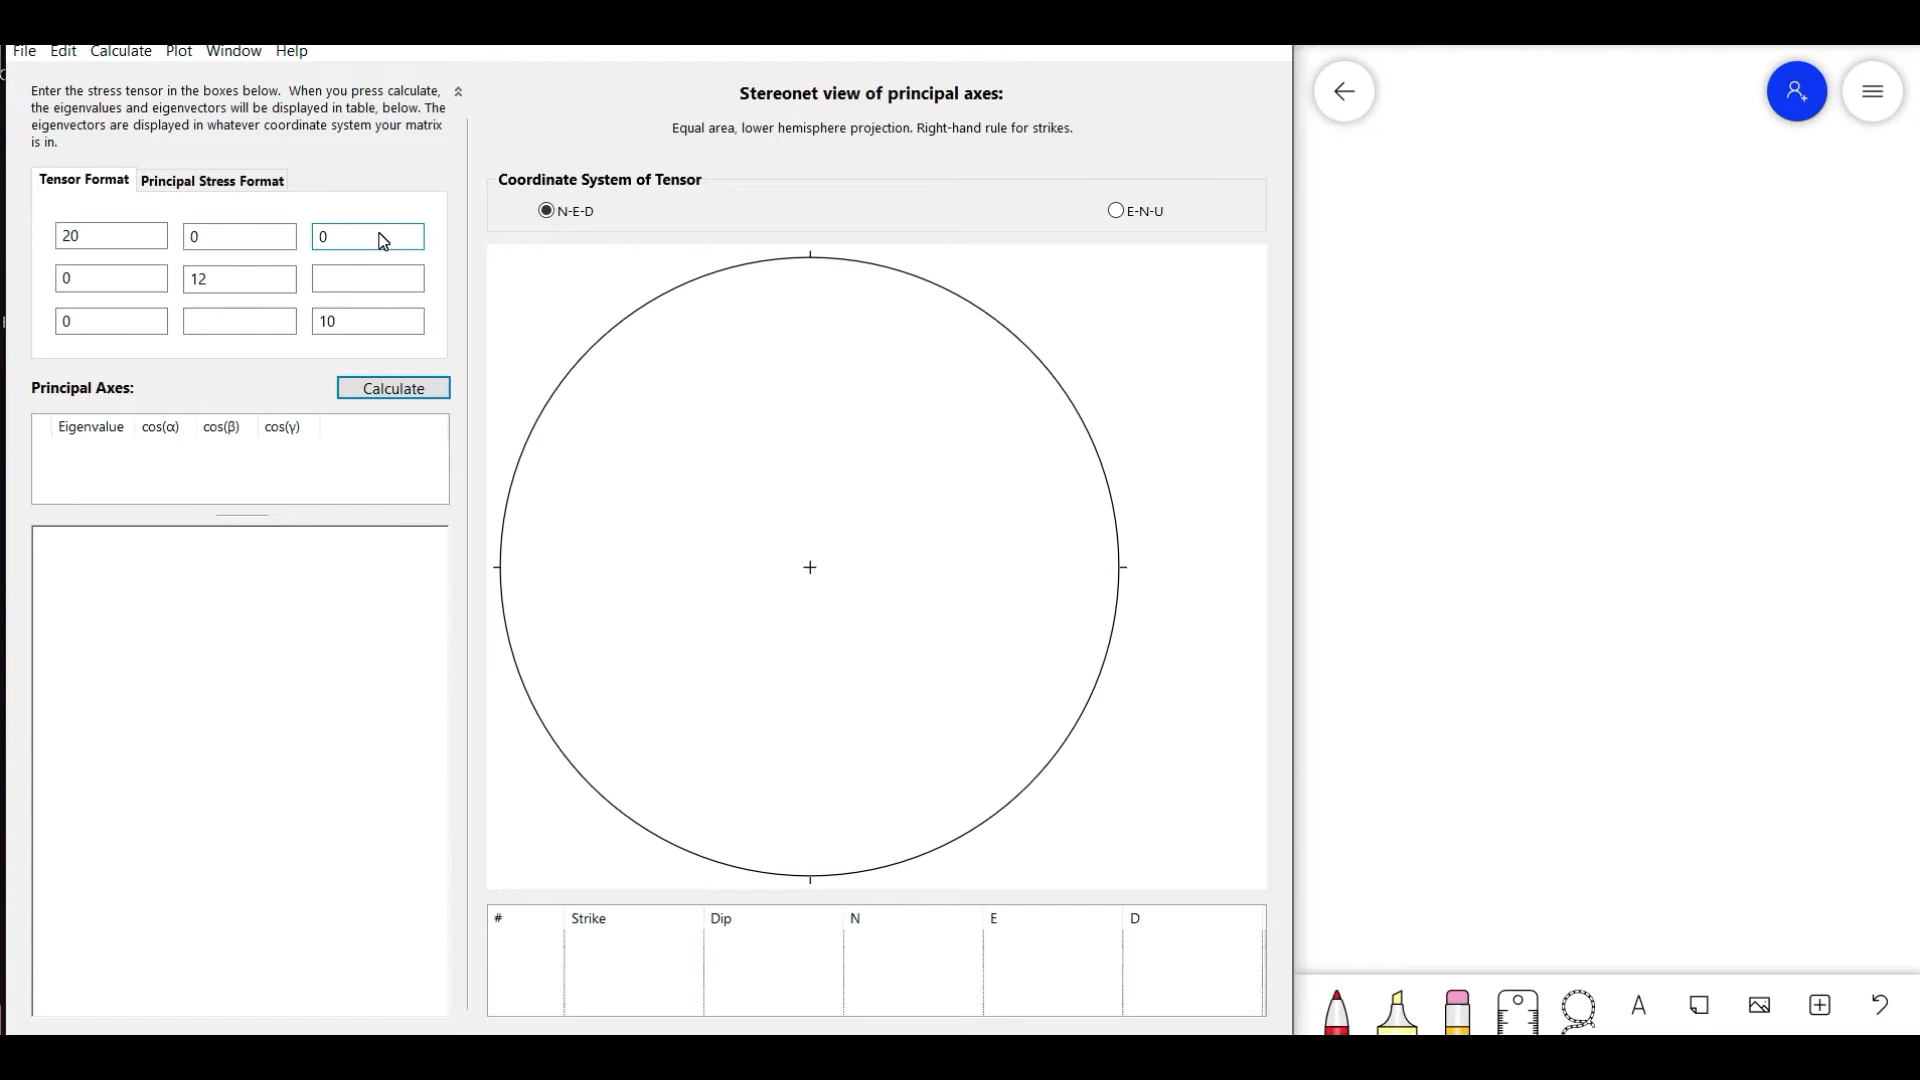 File Edit Calculate Plot Window Help
Enter the stress tensor in the boxes below. When you press calculate,
the eigenvalues and eigenvectors will be displayed in table, below. The
eigenvectors are displayed in whatever coordinate system your matrix
is in.
Tensor Format Principal Stress Format
20 0 0
0 12
0 10
Principal Axes: Calculate
Eigenvalue cos(α) cos(β) cos(γ)
Stereonet view of principal axes:
Equal area, lower hemisphere projection. Right-hand rule for strikes.
Coordinate System of Tensor
N-E-D E-N-U
# Strike Dip N E D
A